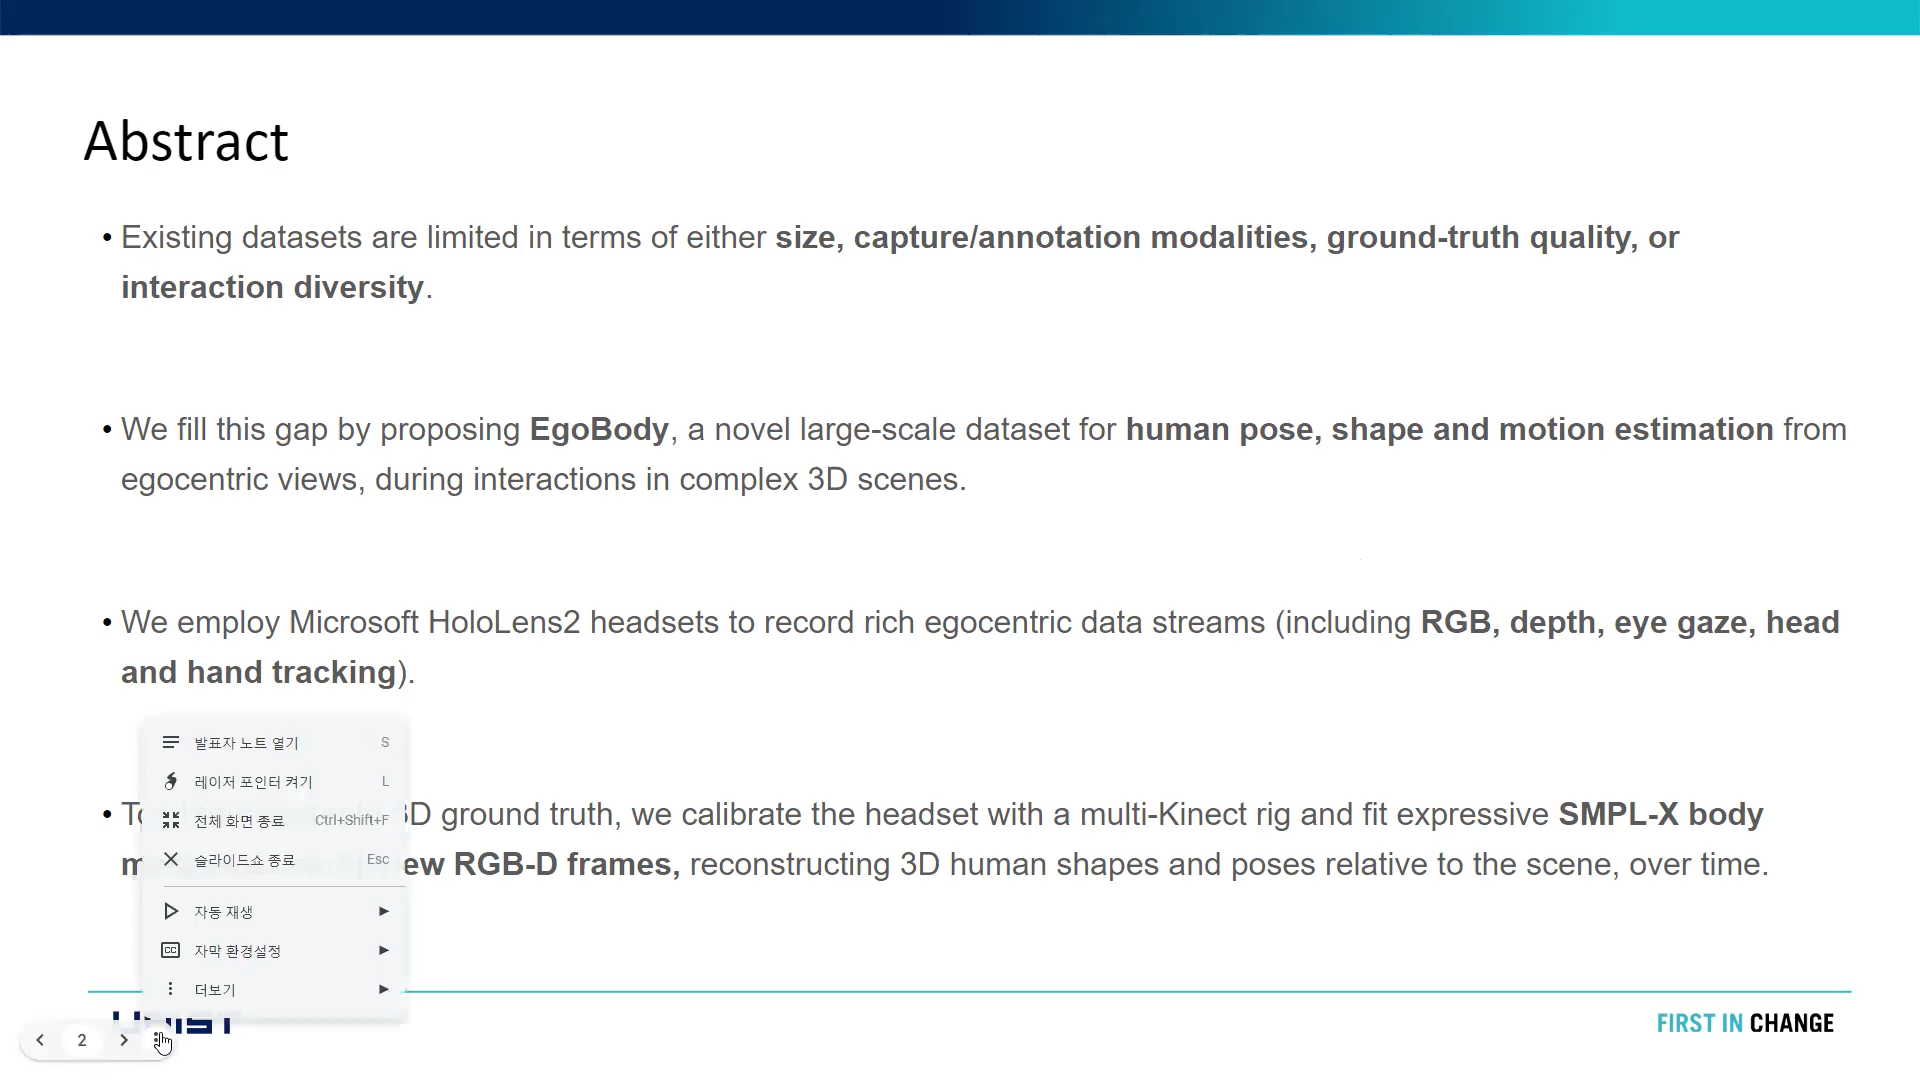 Abstract
• Existing datasets are limited in terms of either size, capture/annotation modalities, ground-truth quality, or
interaction diversity.
• We fill this gap by proposing EgoBody, a novel large-scale dataset for human pose, shape and motion estimation from
egocentric views, during interactions in complex 3D scenes.
• We employ Microsoft HoloLens2 headsets to record rich egocentric data streams (including RGB, depth, eye gaze, head
and hand tracking).
발표자 노트 열기 S
레이저 포인터 켜기 L
• 3D ground truth, we calibrate the headset with a multi-Kinect rig and fit expressive SMPL-X body
전체 화면 종료 Ctrl+Shift+F
RGB-D frames, reconstructing 3D human shapes and poses relative to the scene, over time.
슬라이드쇼 종료 Esc
자동 재생
자막 환경설정
더보기
UNIST
2
FIRST IN CHANGE